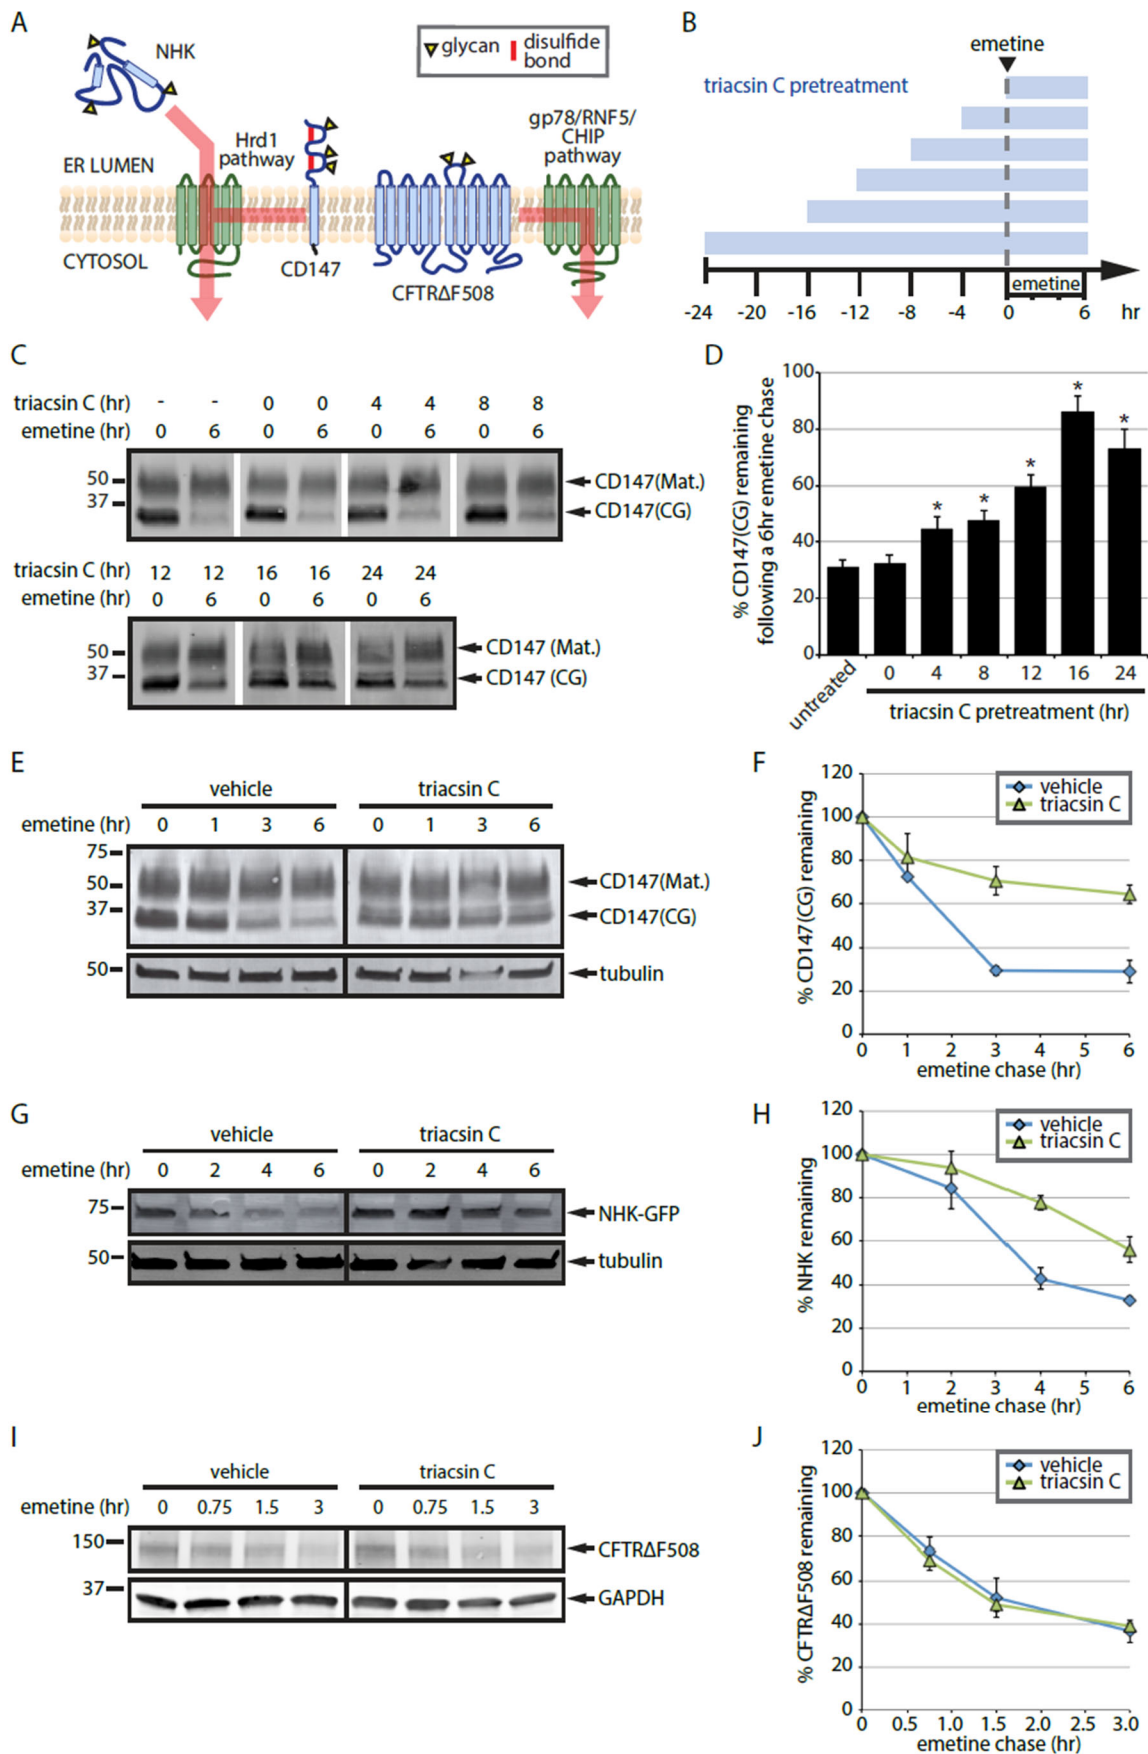 A
NHK
glycan
disulfide
bond
ER LUMEN
Hrd1
pathway
gp78/RNF5/
CHIP
pathway
CYTOSOL
CD147
CFTRΔF508
B
emetine
triacsin C pretreatment
emetine
-24 -20 -16 -12 -8 -4 0 6 hr
C
triacsin C (hr) - - 0 0 4 4 8 8
emetine (hr) 0 6 0 6 0 6 0 6
50
37
CD147(Mat.)
CD147(CG)
triacsin C (hr) 12 12 16 16 24 24
emetine (hr) 0 6 0 6 0 6
50
37
CD147 (Mat.)
CD147 (CG)
D
% CD147(CG) remaining
following a 6hr emetine chase
100
80
60
40
20
0
* * * * *
untreated 0 4 8 12 16 24
triacsin C pretreatment (hr)
E
vehicle triacsin C
emetine (hr) 0 1 3 6 0 1 3 6
75
50
37
CD147(Mat.)
CD147(CG)
50
tubulin
F
% CD147(CG) remaining
120
100
80
60
40
20
0
vehicle
triacsin C
0 1 2 3 4 5 6
emetine chase (hr)
G
vehicle triacsin C
emetine (hr) 0 2 4 6 0 2 4 6
75
NHK-GFP
50
tubulin
H
% NHK remaining
120
100
80
60
40
20
0
vehicle
triacsin C
0 1 2 3 4 5 6
emetine chase (hr)
I
vehicle triacsin C
emetine (hr) 0 0.75 1.5 3 0 0.75 1.5 3
150
CFTRΔF508
37
GAPDH
J
% CFTRΔF508 remaining
120
100
80
60
40
20
0
vehicle
triacsin C
0 0.5 1.0 1.5 2.0 2.5 3.0
emetine chase (hr)